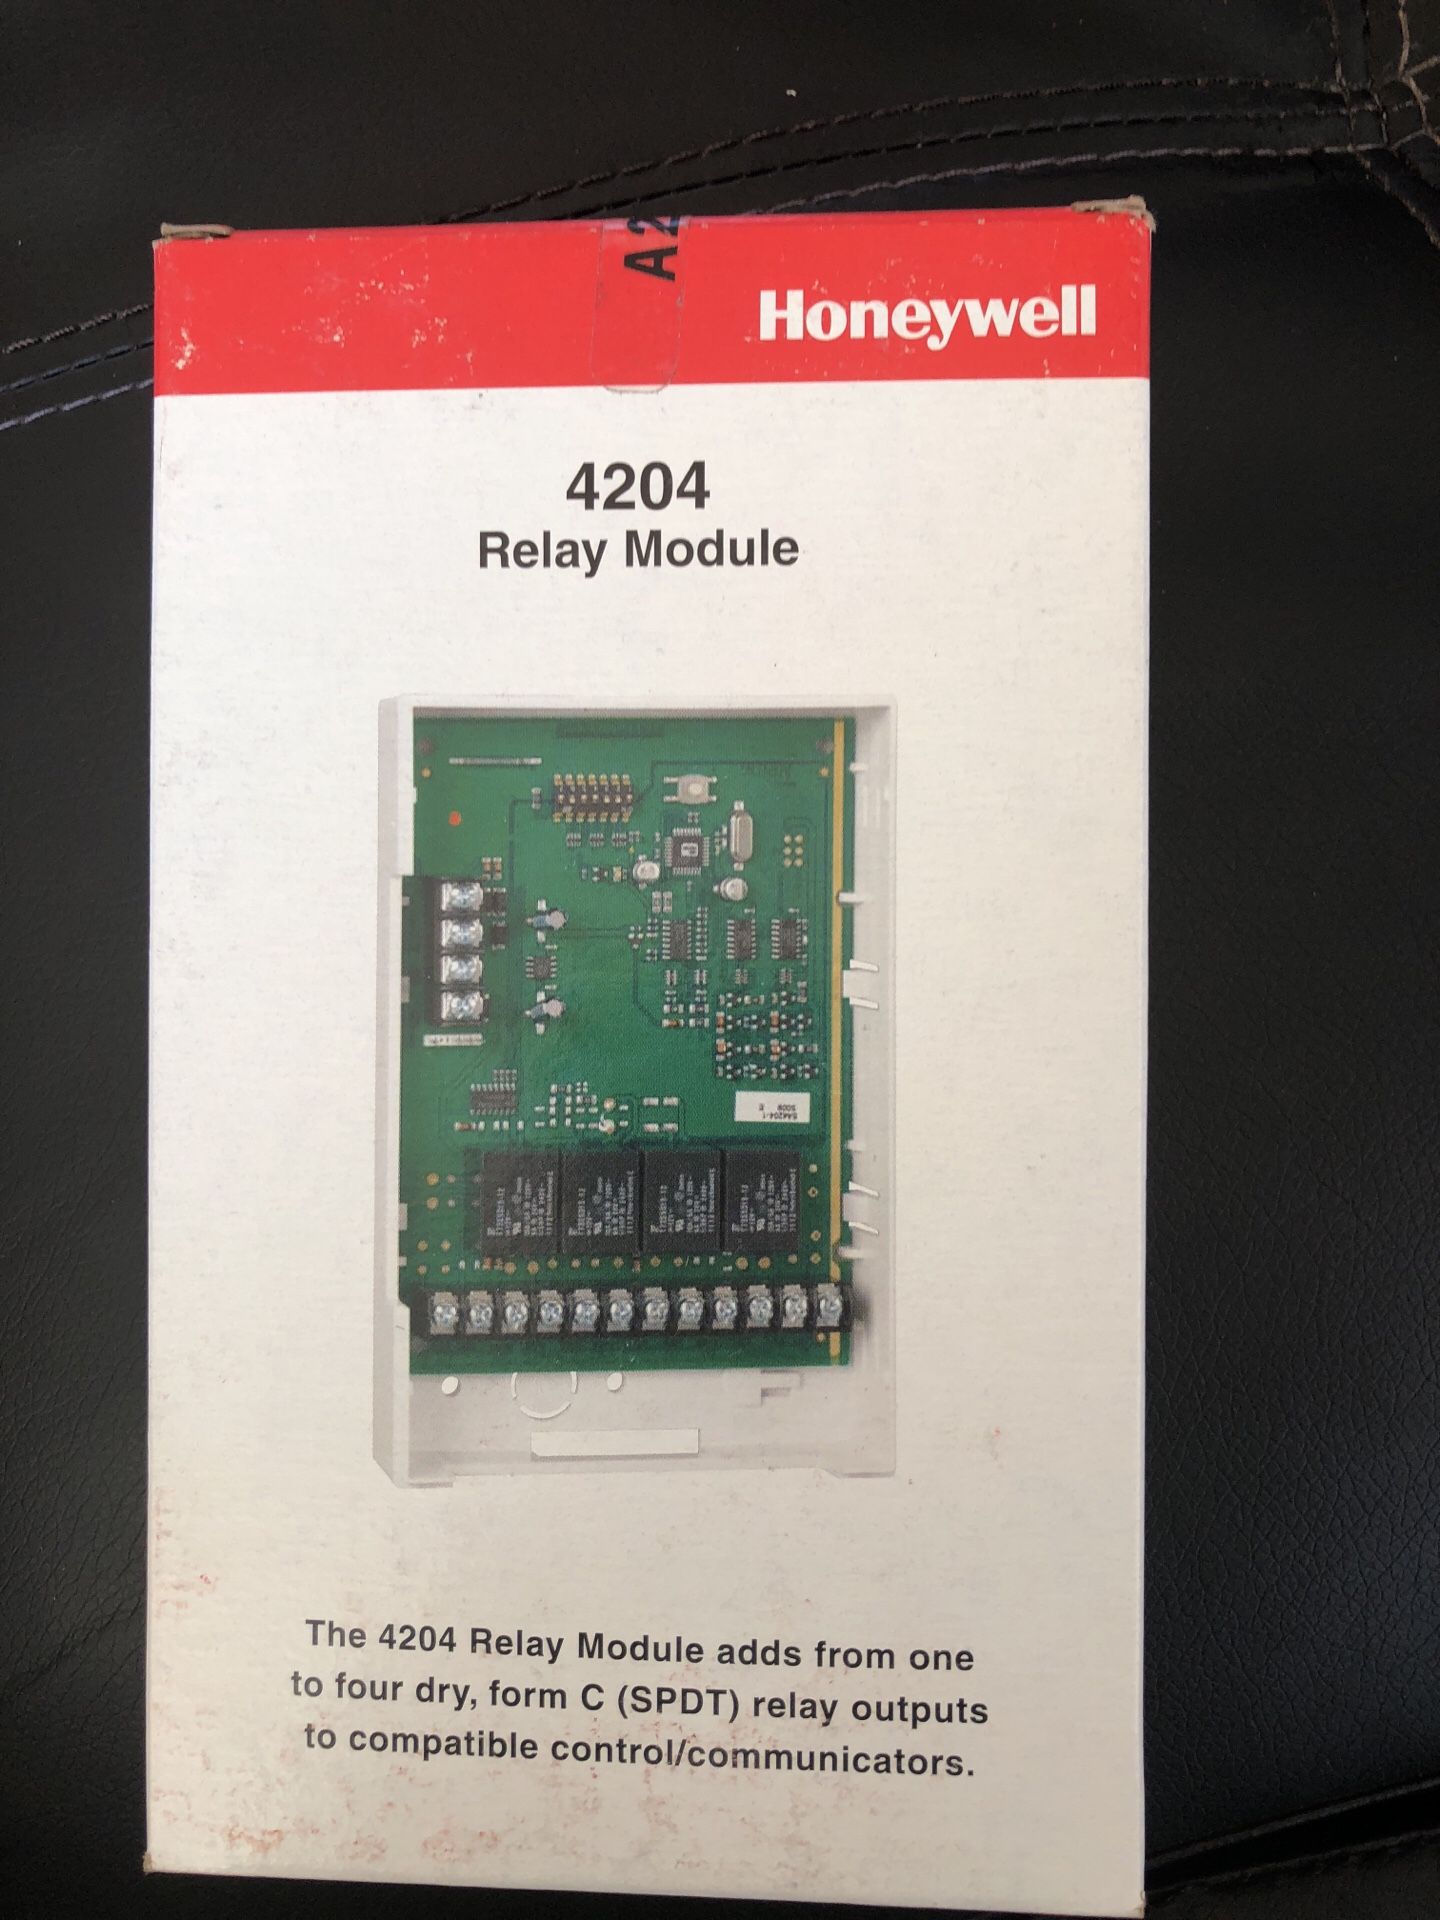 A2
Honeywell
4204
Relay Module
The 4204 Relay Module adds from one
to four dry, form C (SPDT) relay outputs
to compatible control/communicators.